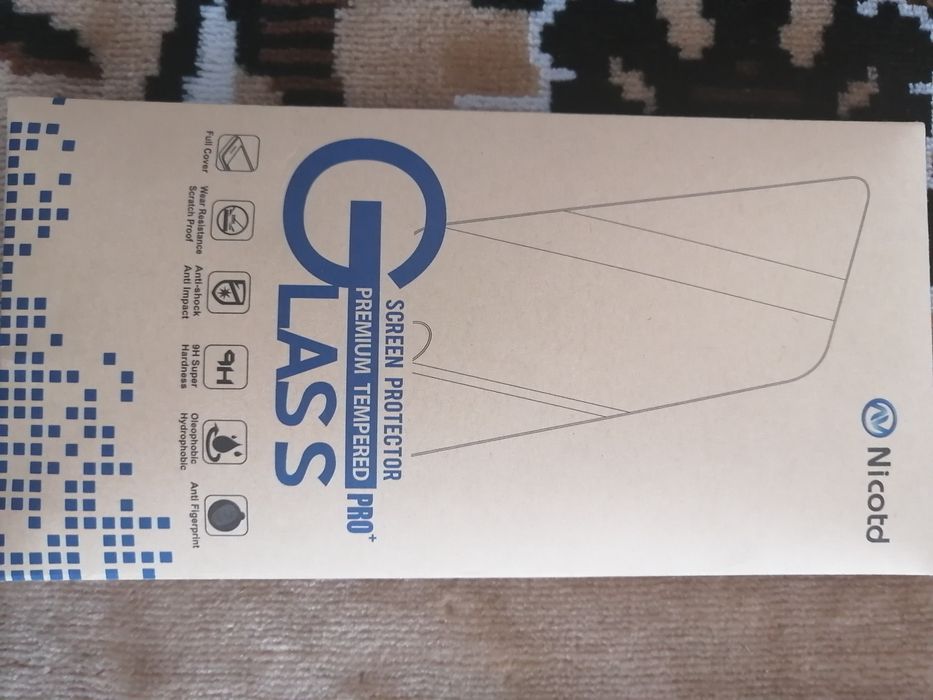 Nicotd
SCREEN PROTECTOR
PREMIUM TEMPERED PRO+
GLASS
Full Cover
Wear Resistance
Scratch Proof
Anti-shock
Anti Impact
9H
9H Super
Hardness
Oleophobic
Hydrophobic
Anti Figerprint